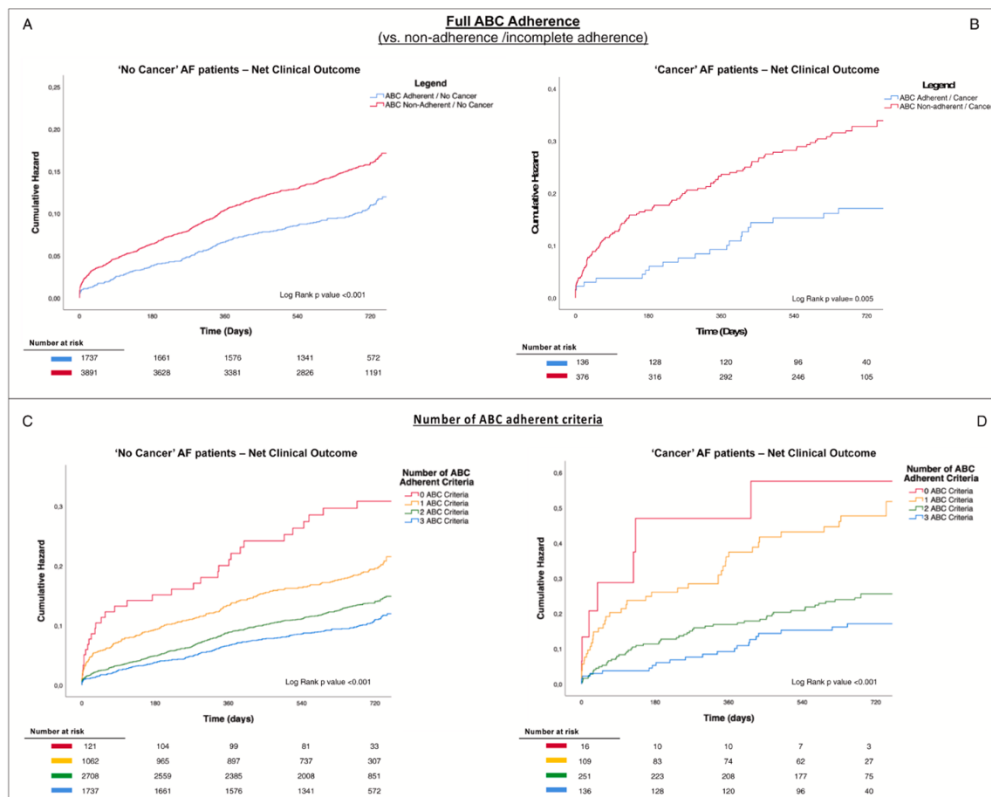 A
Full ABC Adherence
B
(vs. non-adherence /incomplete adherence)
'No Cancer' AF patients – Net Clinical Outcome
Legend
ABC Adherent / No Cancer
ABC Non-Adherent / No Cancer
0,25
0,20
0,15
0,10
0,05
0,00
Cumulative Hazard
Log Rank p value <0.001
0 180 360 540 720
Time (Days)
Number at risk
1737 1661 1576 1341 572
3891 3628 3381 2826 1191
'Cancer' AF patients – Net Clinical Outcome
Legend
ABC Adherent / Cancer
ABC Non-adherent / Cancer
0,4
0,3
0,2
0,1
0,0
Cumulative Hazard
Log Rank p value= 0.005
0 180 360 540 720
Time (Days)
Number at risk
136 128 120 96 40
376 316 292 246 105
C
Number of ABC adherent criteria
D
'No Cancer' AF patients – Net Clinical Outcome
Number of ABC
Adherent Criteria
0 ABC Criteria
1 ABC Criteria
2 ABC Criteria
3 ABC Criteria
0,3
0,2
0,1
0,0
Cumulative Hazard
Log Rank p value <0.001
0 180 360 540 720
Time (days)
Number at risk
121 104 99 81 33
1062 965 897 737 307
2708 2559 2385 2008 851
1737 1661 1576 1341 572
'Cancer' AF patients – Net Clinical Outcome
Number of ABC
Adherent Criteria
0 ABC Criteria
1 ABC Criteria
2 ABC Criteria
3 ABC Criteria
0,6
0,5
0,4
0,3
0,2
0,1
0,0
Cumulative Hazard
Log Rank p value <0.001
0 180 360 540 720
Time (days)
Number at risk
16 10 10 7 3
109 83 74 62 27
251 223 208 177 75
136 128 120 96 40